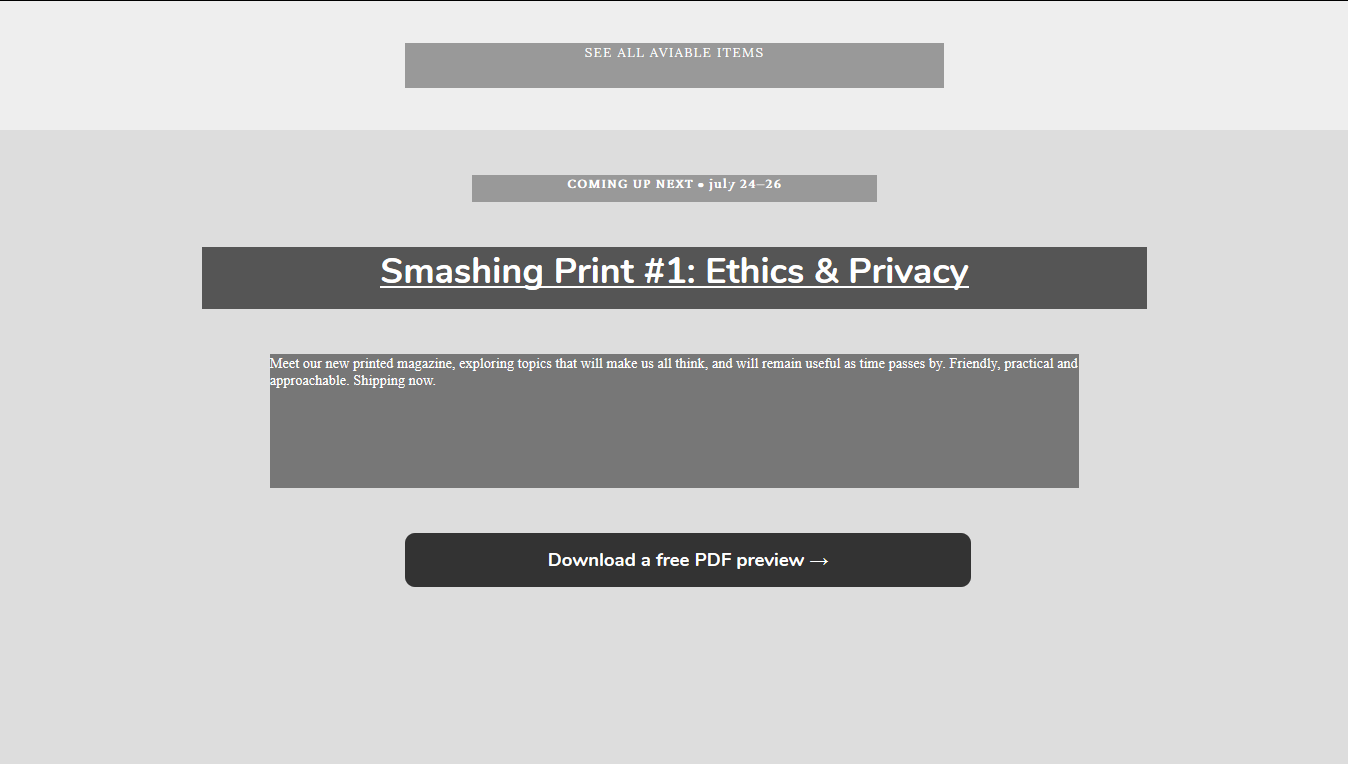 SEE ALL AVIABLE ITEMS
COMING UP NEXT • july 24–26
Smashing Print #1: Ethics & Privacy
Meet our new printed magazine, exploring topics that will make us all think, and will remain useful as time passes by. Friendly, practical and
approachable. Shipping now.
Download a free PDF preview →